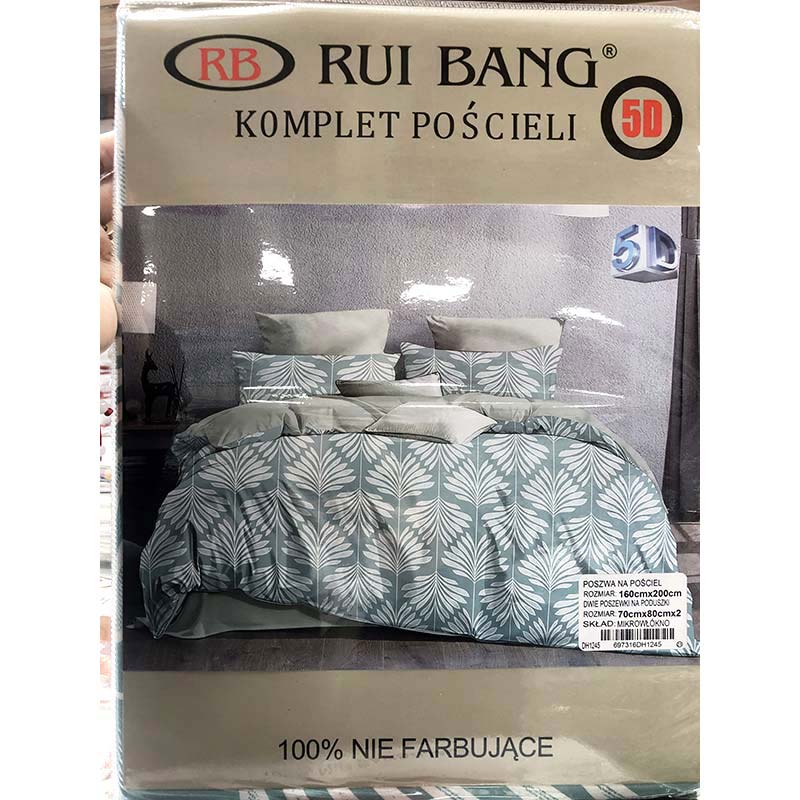 RB RUI BANG®
KOMPLET POŚCIELI 5D
5D
POSZWA NA POŚCIEL
ROZMIAR: 160cmx200cm
DWIE POSZEWKI NA PODUSZKI
ROZMIAR: 70cmx80cmx2
SKŁAD: MIKROWŁÓKNO
DH1245 697316DH1245
100% NIE FARBUJĄCE